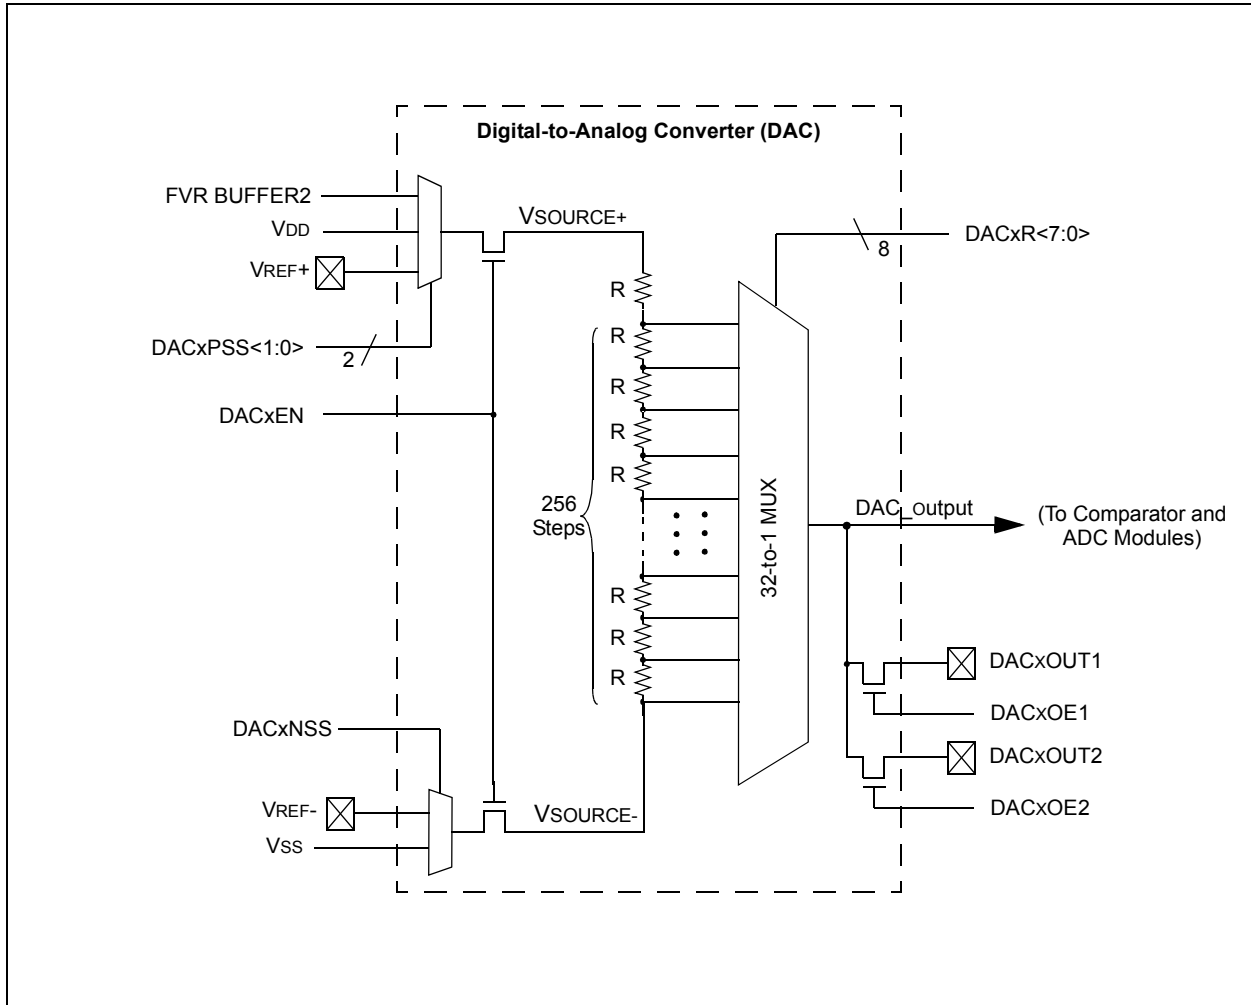 Digital-to-Analog Converter (DAC)
FVR BUFFER2
VDD
VREF+
DACxPSS<1:0>
2
DACxEN
VSOURCE+
8
DACxR<7:0>
R
R
R
R
R
256
Steps
R
R
R
32-to-1 MUX
DAC_output
(To Comparator and
ADC Modules)
DACxOUT1
DACxOE1
DACxOUT2
DACxOE2
DACxNSS
VREF-
VSS
VSOURCE-